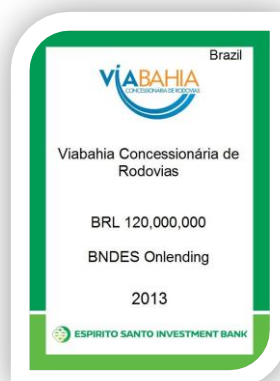 Brazil
VIABAHIA
CONCESSIONÁRIA DE RODOVIAS
Viabahia Concessionária de
Rodovias
BRL 120,000,000
BNDES Onlending
2013
ESPIRITO SANTO INVESTMENT BANK